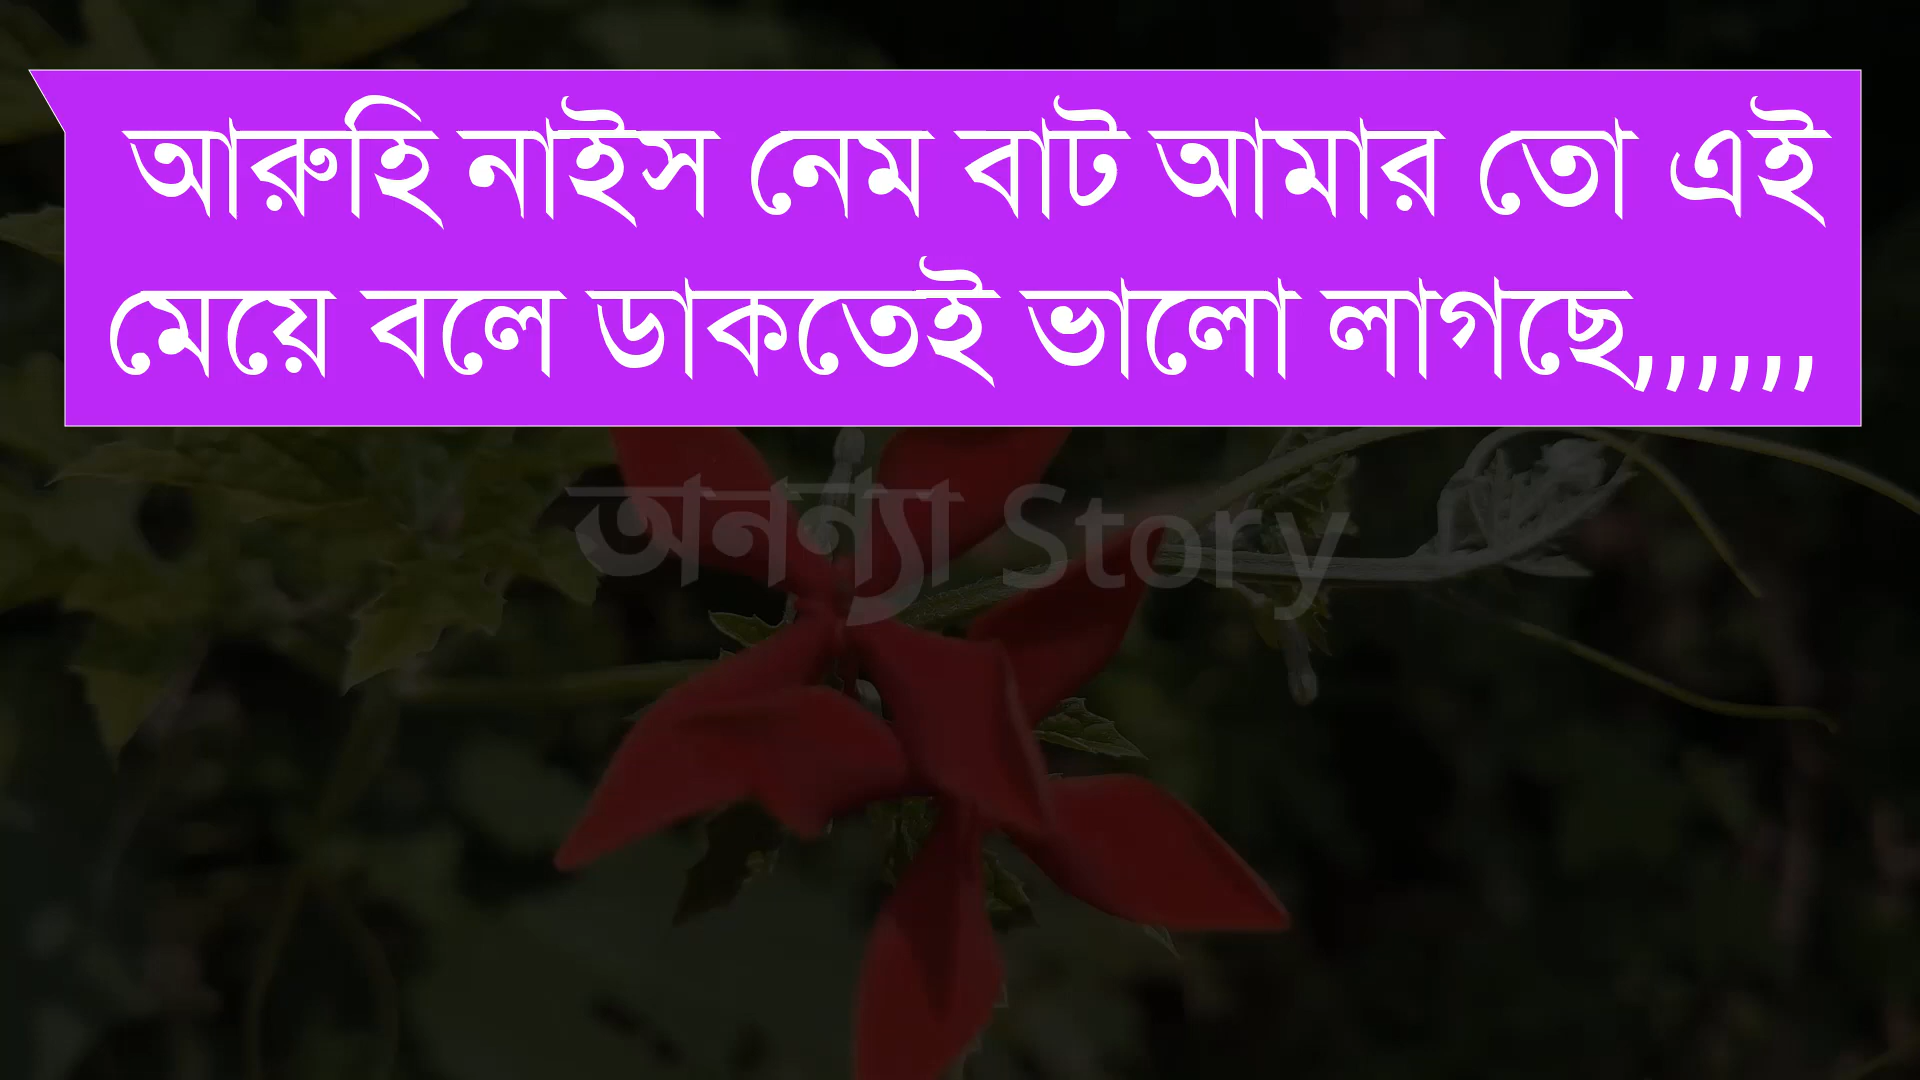 আরুহি নাইস নেম বাট আমার তো এই
মেয়ে বলে ডাকতেই ভালো লাগছে,,,,,,
অনন্যা Story